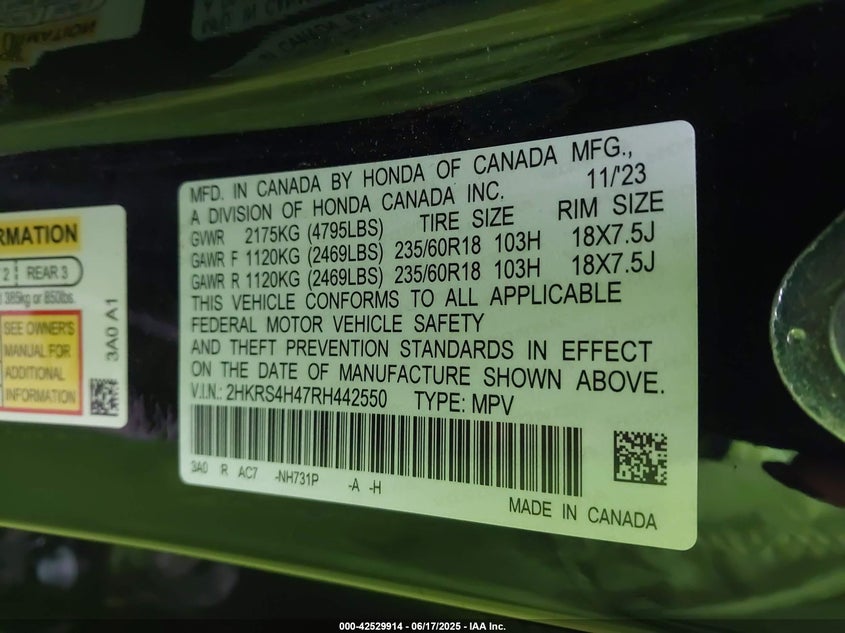 RMATION
2 REAR 3
385kg or 850lbs.
SEE OWNER'S
MANUAL FOR
ADDITIONAL
INFORMATION
3A0 A1
MFD. IN CANADA BY HONDA OF CANADA MFG.,
A DIVISION OF HONDA CANADA INC. 11/'23
GVWR 2175KG (4795LBS) TIRE SIZE RIM SIZE
GAWR F 1120KG (2469LBS) 235/60R18 103H 18X7.5J
GAWR R 1120KG (2469LBS) 235/60R18 103H 18X7.5J
THIS VEHICLE CONFORMS TO ALL APPLICABLE
FEDERAL MOTOR VEHICLE SAFETY
AND THEFT PREVENTION STANDARDS IN EFFECT
ON THE DATE OF MANUFACTURE SHOWN ABOVE.
V.I.N.: 2HKRS4H47RH442550 TYPE: MPV
3A0 R AC7 -NH731P -A -H
MADE IN CANADA
000-42529914 - 06/17/2025 - IAA Inc.